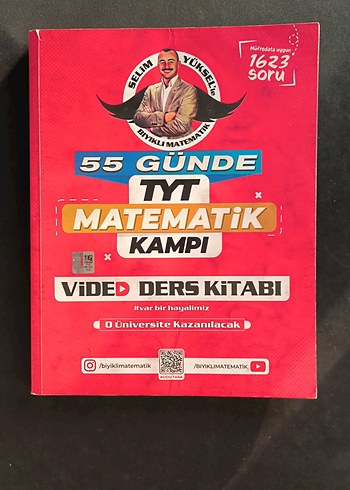 Müfredata uygun
1623
soru
SELİM YÜKSEL'le
BIYIKLI MATEMATİK
55 GÜNDE
TYT
MATEMATİK
KAMPI
VİDEO DERS KİTABI
#var bir hayalimiz
O Üniversite Kazanılacak
/biyiklimatematik
/BIYIKLIMATEMATİK